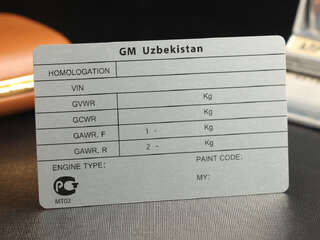 GM Uzbekistan
HOMOLOGATION
VIN
GVWR Kg
GCWR Kg
GAWR, F 1 - Kg
GAWR, R 2 - Kg
ENGINE TYPE: PAINT CODE:
MY:
MT02